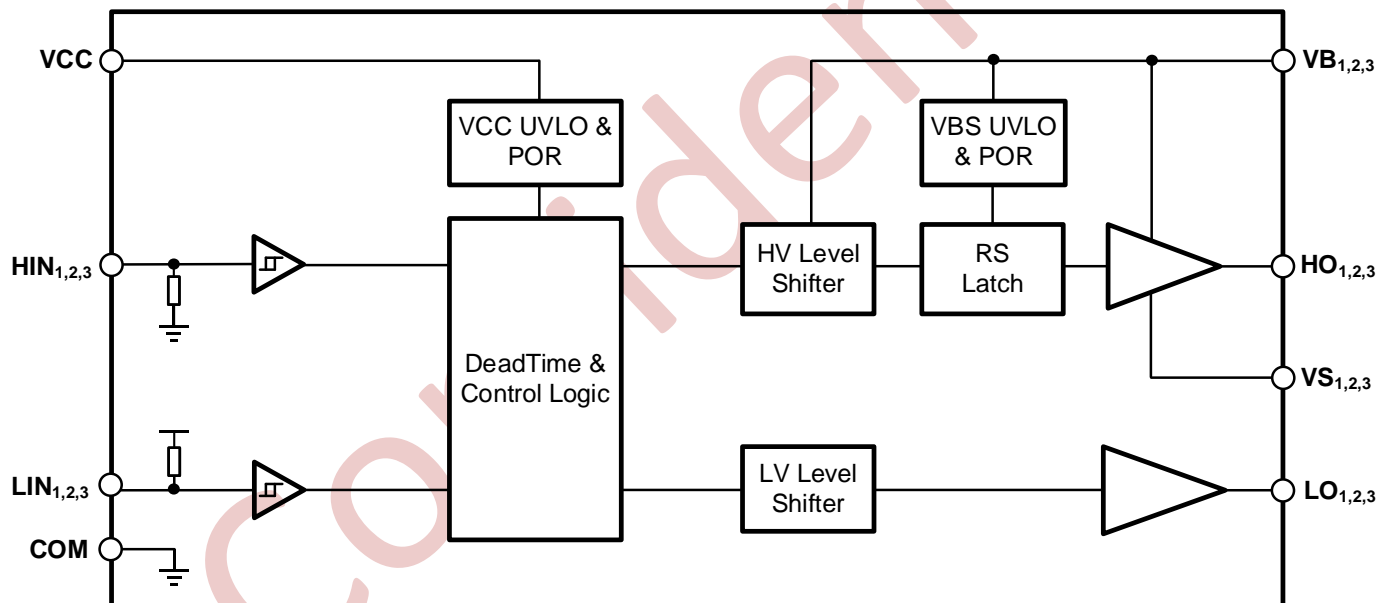 VCC
VB1,2,3
VCC UVLO &
POR
VBS UVLO
& POR
HIN1,2,3
HV Level
Shifter
RS
Latch
HO1,2,3
DeadTime &
Control Logic
VS1,2,3
LIN1,2,3
LV Level
Shifter
LO1,2,3
COM